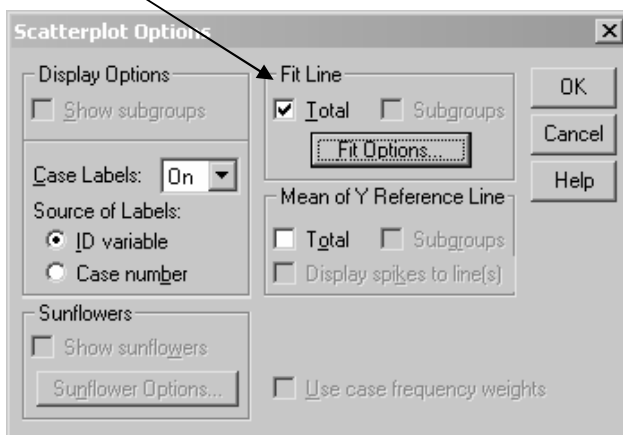 Scatterplot Options
Display Options
Show subgroups
Case Labels: On
Source of Labels:
ID variable
Case number
Sunflowers
Show sunflowers
Sunflower Options...
Fit Line
Total Subgroups
Fit Options...
Mean of Y Reference Line
Total Subgroups
Display spikes to line(s)
Use case frequency weights
OK
Cancel
Help